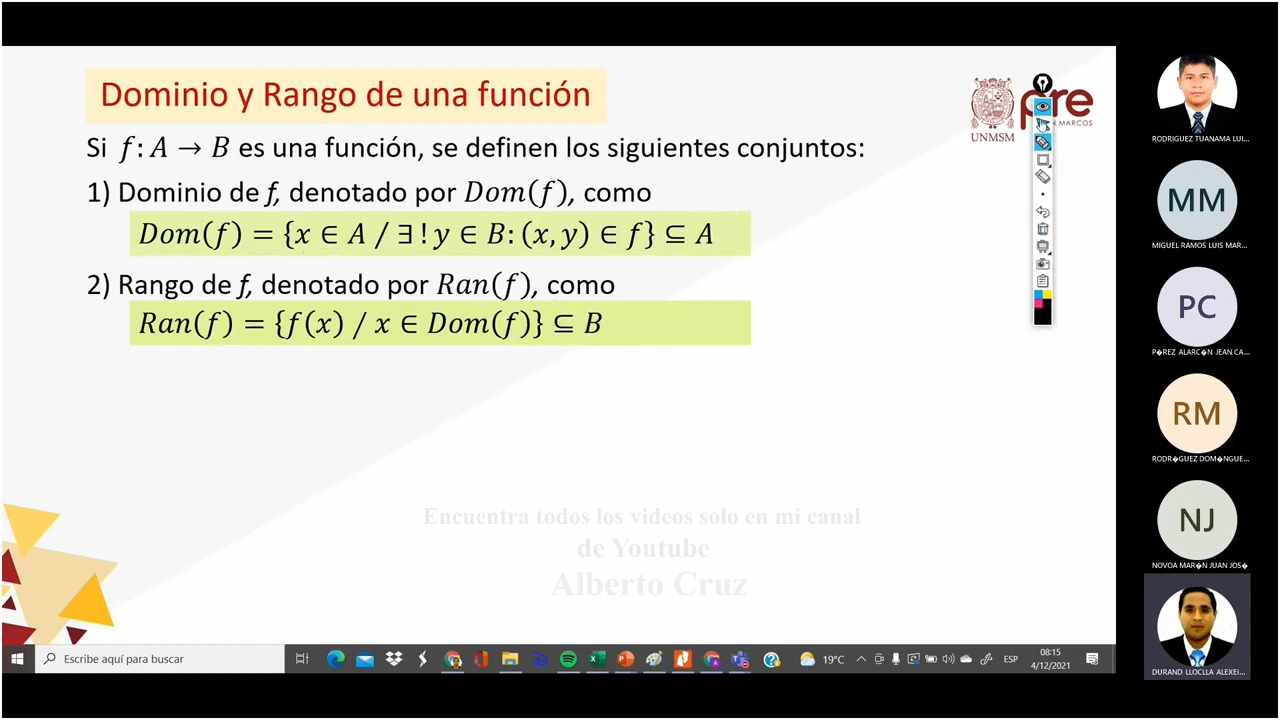 Dominio y Rango de una función
Si f: A → B es una función, se definen los siguientes conjuntos:
1) Dominio de f, denotado por Dom(f), como
Dom(f) = {x ∈ A / ∃ ! y ∈ B: (x, y) ∈ f} ⊆ A
2) Rango de f, denotado por Ran(f), como
Ran(f) = {f(x) / x ∈ Dom(f)} ⊆ B
UNMSM
pre
N MARCOS
Encuentra todos los videos solo en mi canal
de Youtube
Alberto Cruz
RODRIGUEZ TUANAMA LUI...
MM
MIGUEL RAMOS LUIS MAR...
PC
P�REZ ALARC�N JEAN CA...
RM
RODR�GUEZ DOM�NGUE...
NJ
NOVOA MAR�N JUAN JOS�
DURAND LLOCLLA ALEXEI...
Escribe aquí para buscar
19°C
ESP
08:15
4/12/2021